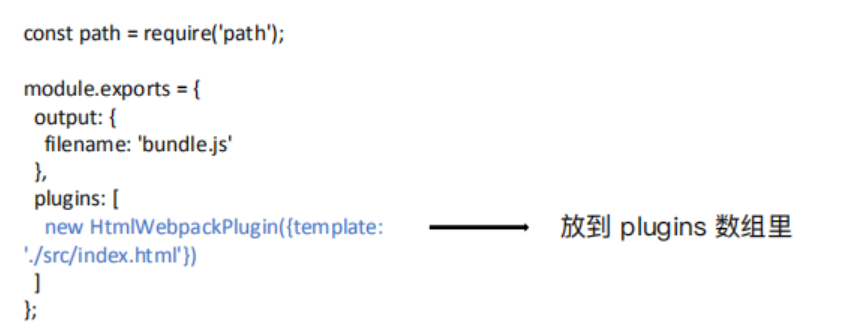 const path = require('path');
module.exports = {
output: {
filename: 'bundle.js'
},
plugins: [
new HtmlWebpackPlugin({template:
'./src/index.html'})
]
};
放到 plugins 数组里